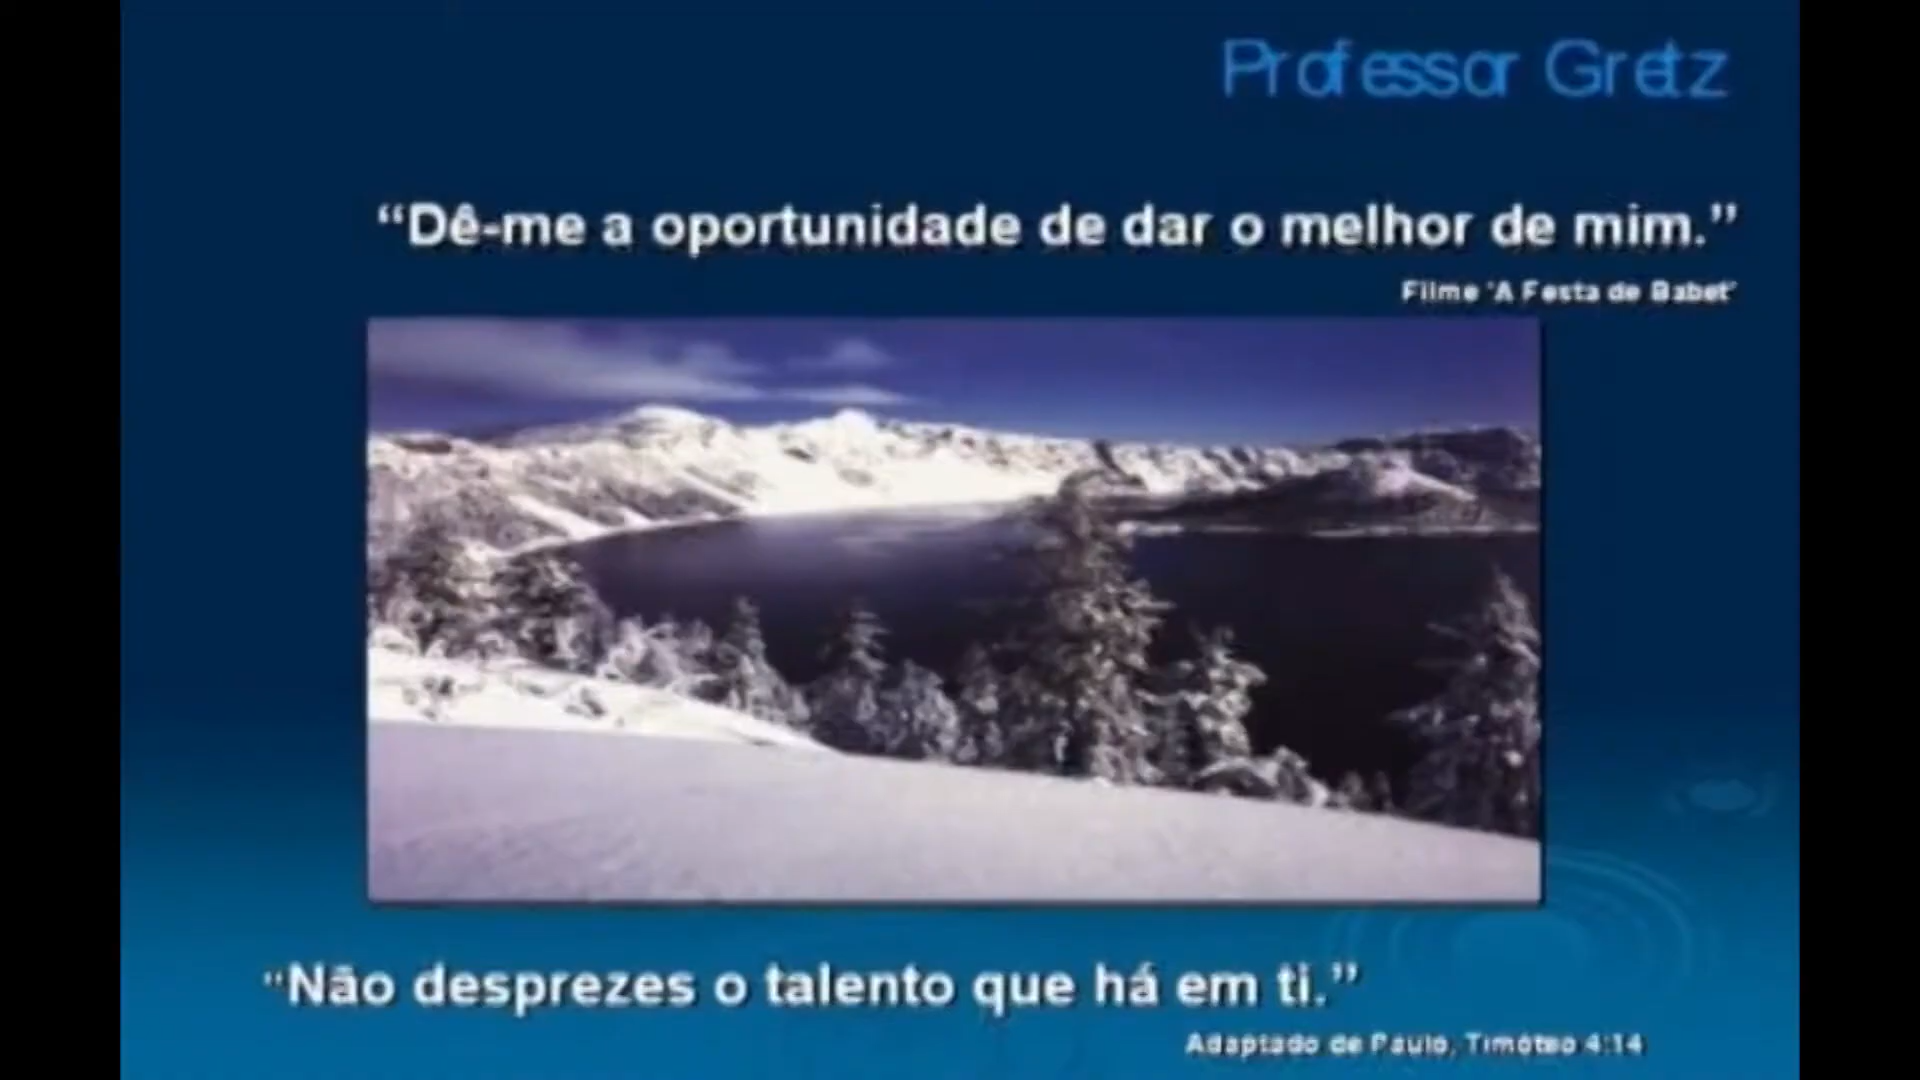 Professor Gretz
“Dê-me a oportunidade de dar o melhor de mim.”
Filme ‘A Festa de Babet’
“Não desprezes o talento que há em ti.”
Adaptado de Paulo, Timóteo 4:14